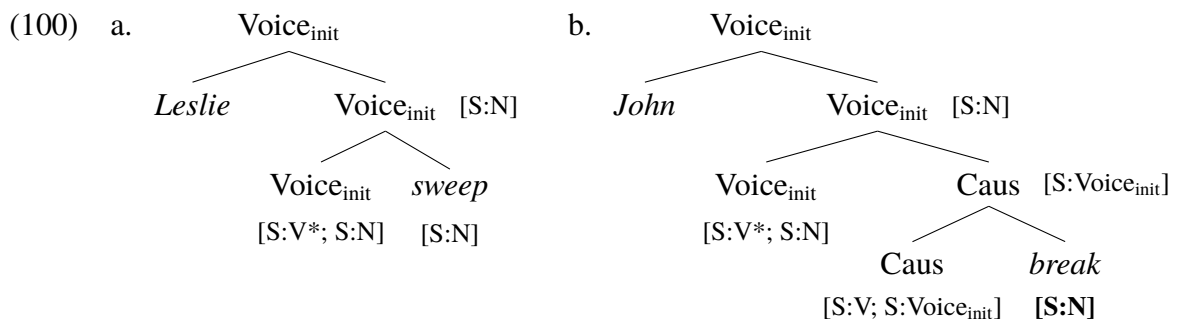 (100) a. Voice_init b. Voice_init
Leslie Voice_init [S:N] John Voice_init [S:N]
Voice_init sweep Voice_init Caus [S:Voice_init]
[S:V*; S:N] [S:N] [S:V*; S:N] Caus break
[S:V; S:Voice_init] [S:N]